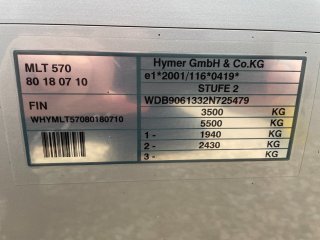 MLT 570
80 18 07 10
FIN
WHYMLT57080180710
Hymer GmbH & Co.KG
e1*2001/116*0419*
STUFE 2
WDB9061332N725479
3500 KG
5500 KG
1 - 1940 KG
2 - 2430 KG
3 - KG